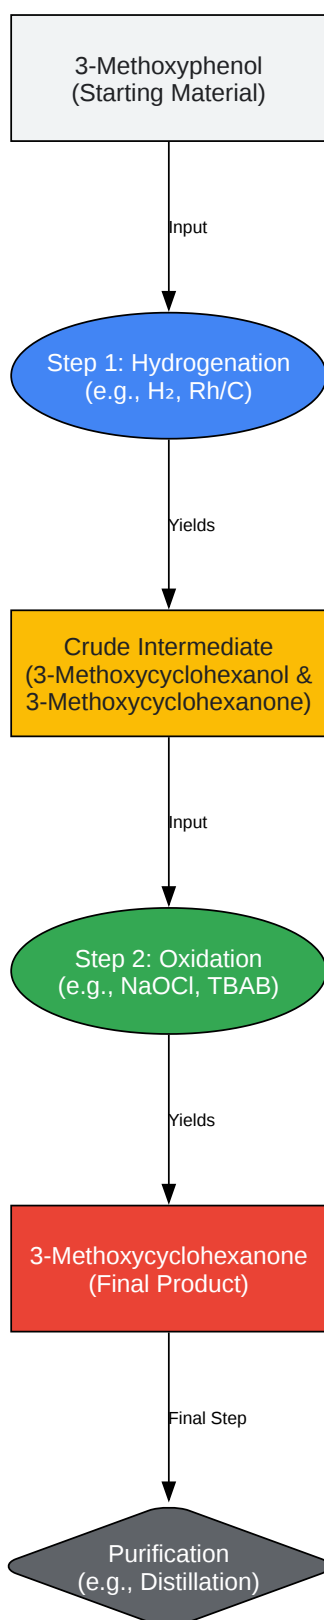 3-Methoxyphenol
(Starting Material)
Input
Step 1: Hydrogenation
(e.g., H₂, Rh/C)
Yields
Crude Intermediate
(3-Methoxycyclohexanol &
3-Methoxycyclohexanone)
Input
Step 2: Oxidation
(e.g., NaOCl, TBAB)
Yields
3-Methoxycyclohexanone
(Final Product)
Final Step
Purification
(e.g., Distillation)